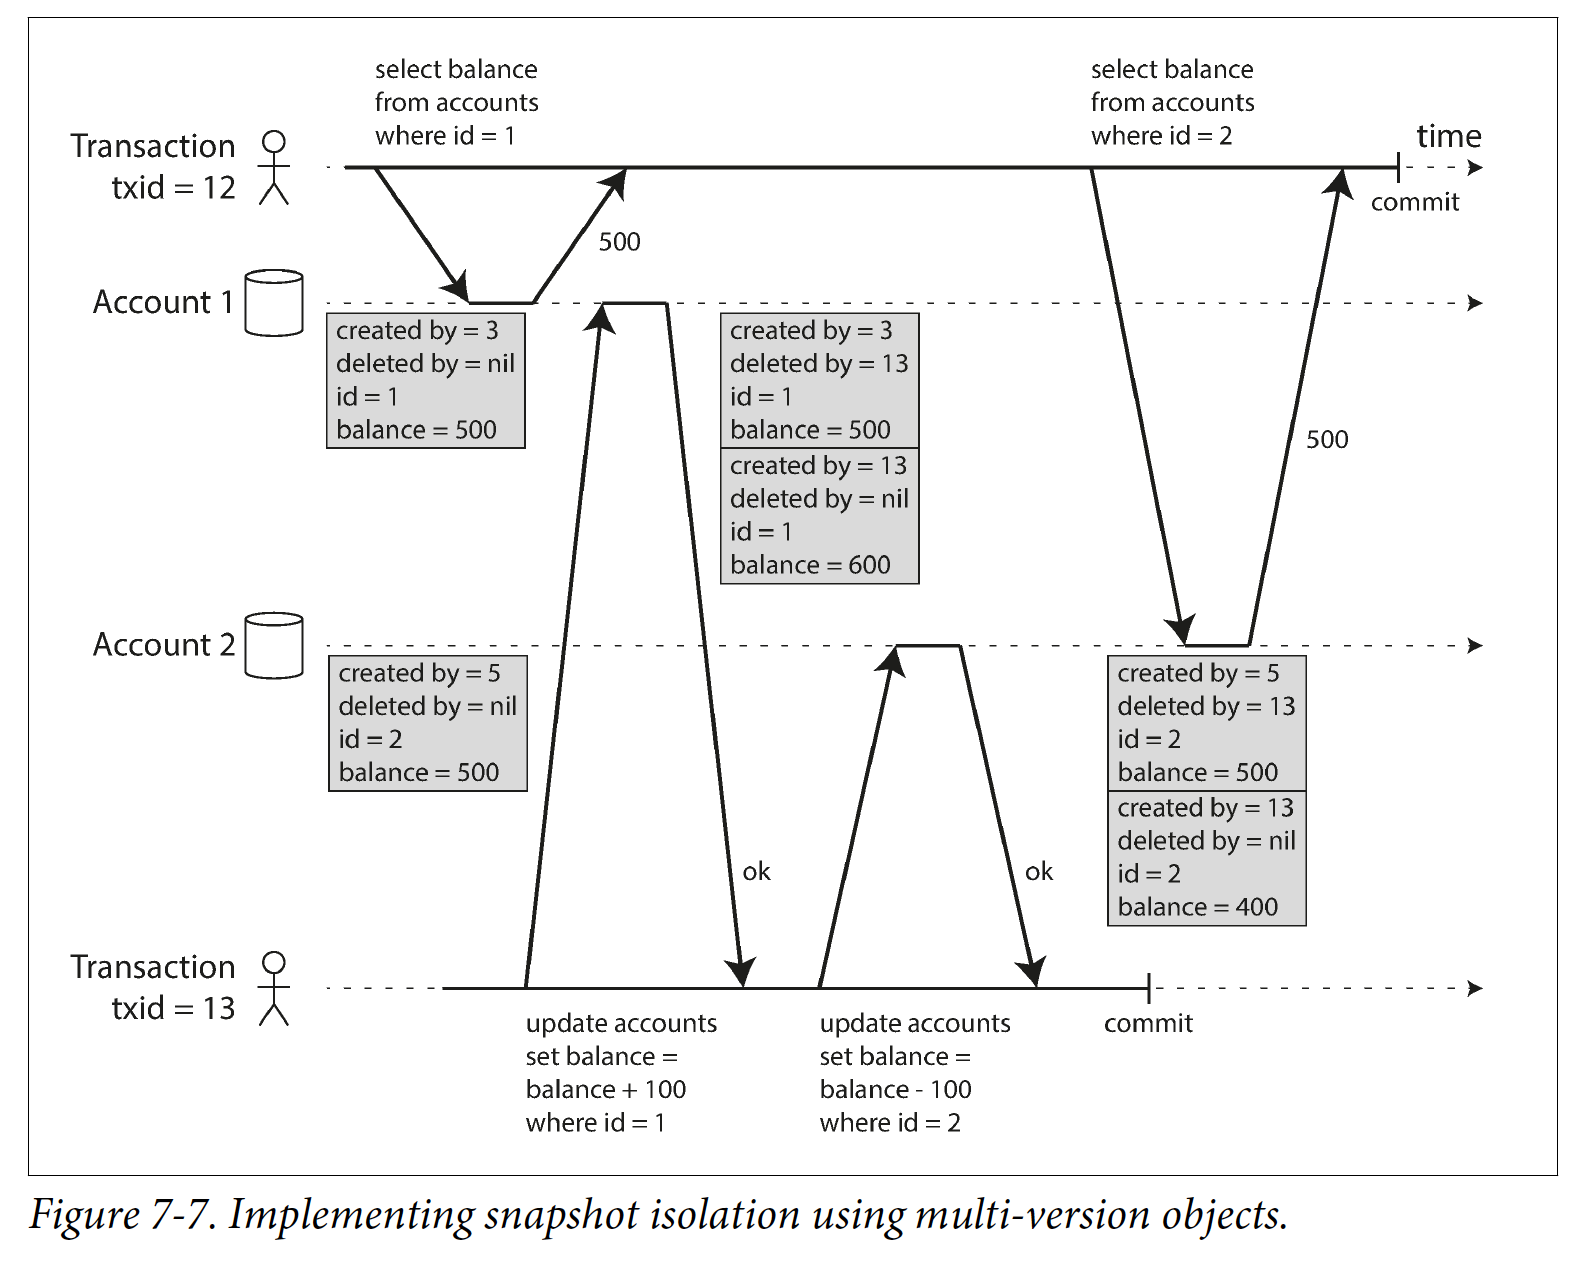 select balance
from accounts
where id = 1
select balance
from accounts
where id = 2
time
Transaction
txid = 12
commit
500
Account 1
created by = 3
deleted by = nil
id = 1
balance = 500
created by = 3
deleted by = 13
id = 1
balance = 500
created by = 13
deleted by = nil
id = 1
balance = 600
500
Account 2
created by = 5
deleted by = nil
id = 2
balance = 500
created by = 5
deleted by = 13
id = 2
balance = 500
created by = 13
deleted by = nil
id = 2
balance = 400
ok
ok
Transaction
txid = 13
update accounts
set balance =
balance + 100
where id = 1
update accounts
set balance =
balance - 100
where id = 2
commit
Figure 7-7. Implementing snapshot isolation using multi-version objects.